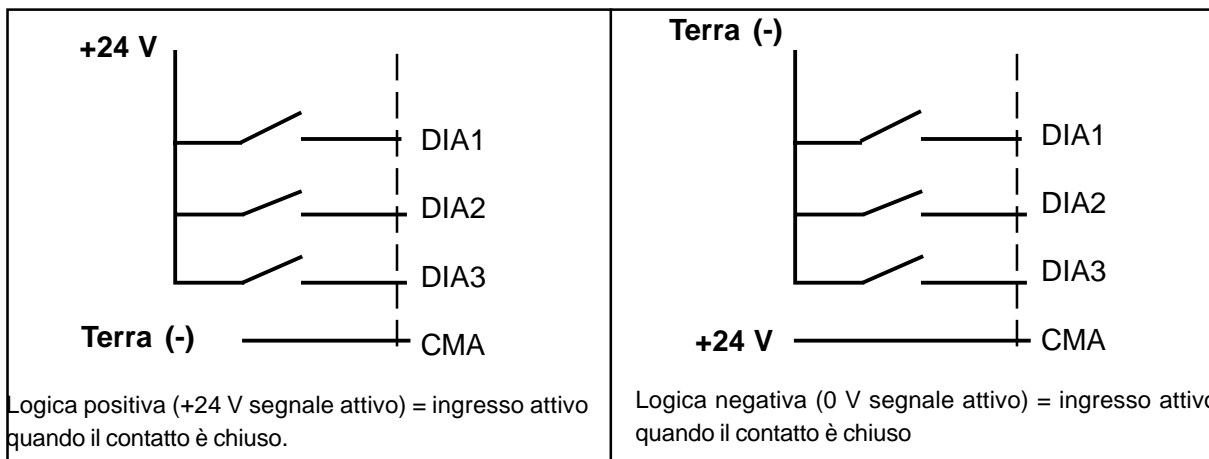 +24 V
DIA1
DIA2
DIA3
Terra (-)
CMA
Logica positiva (+24 V segnale attivo) = ingresso attivo
quando il contatto è chiuso.
Terra (-)
DIA1
DIA2
DIA3
+24 V
CMA
Logica negativa (0 V segnale attivo) = ingresso attivo
quando il contatto è chiuso